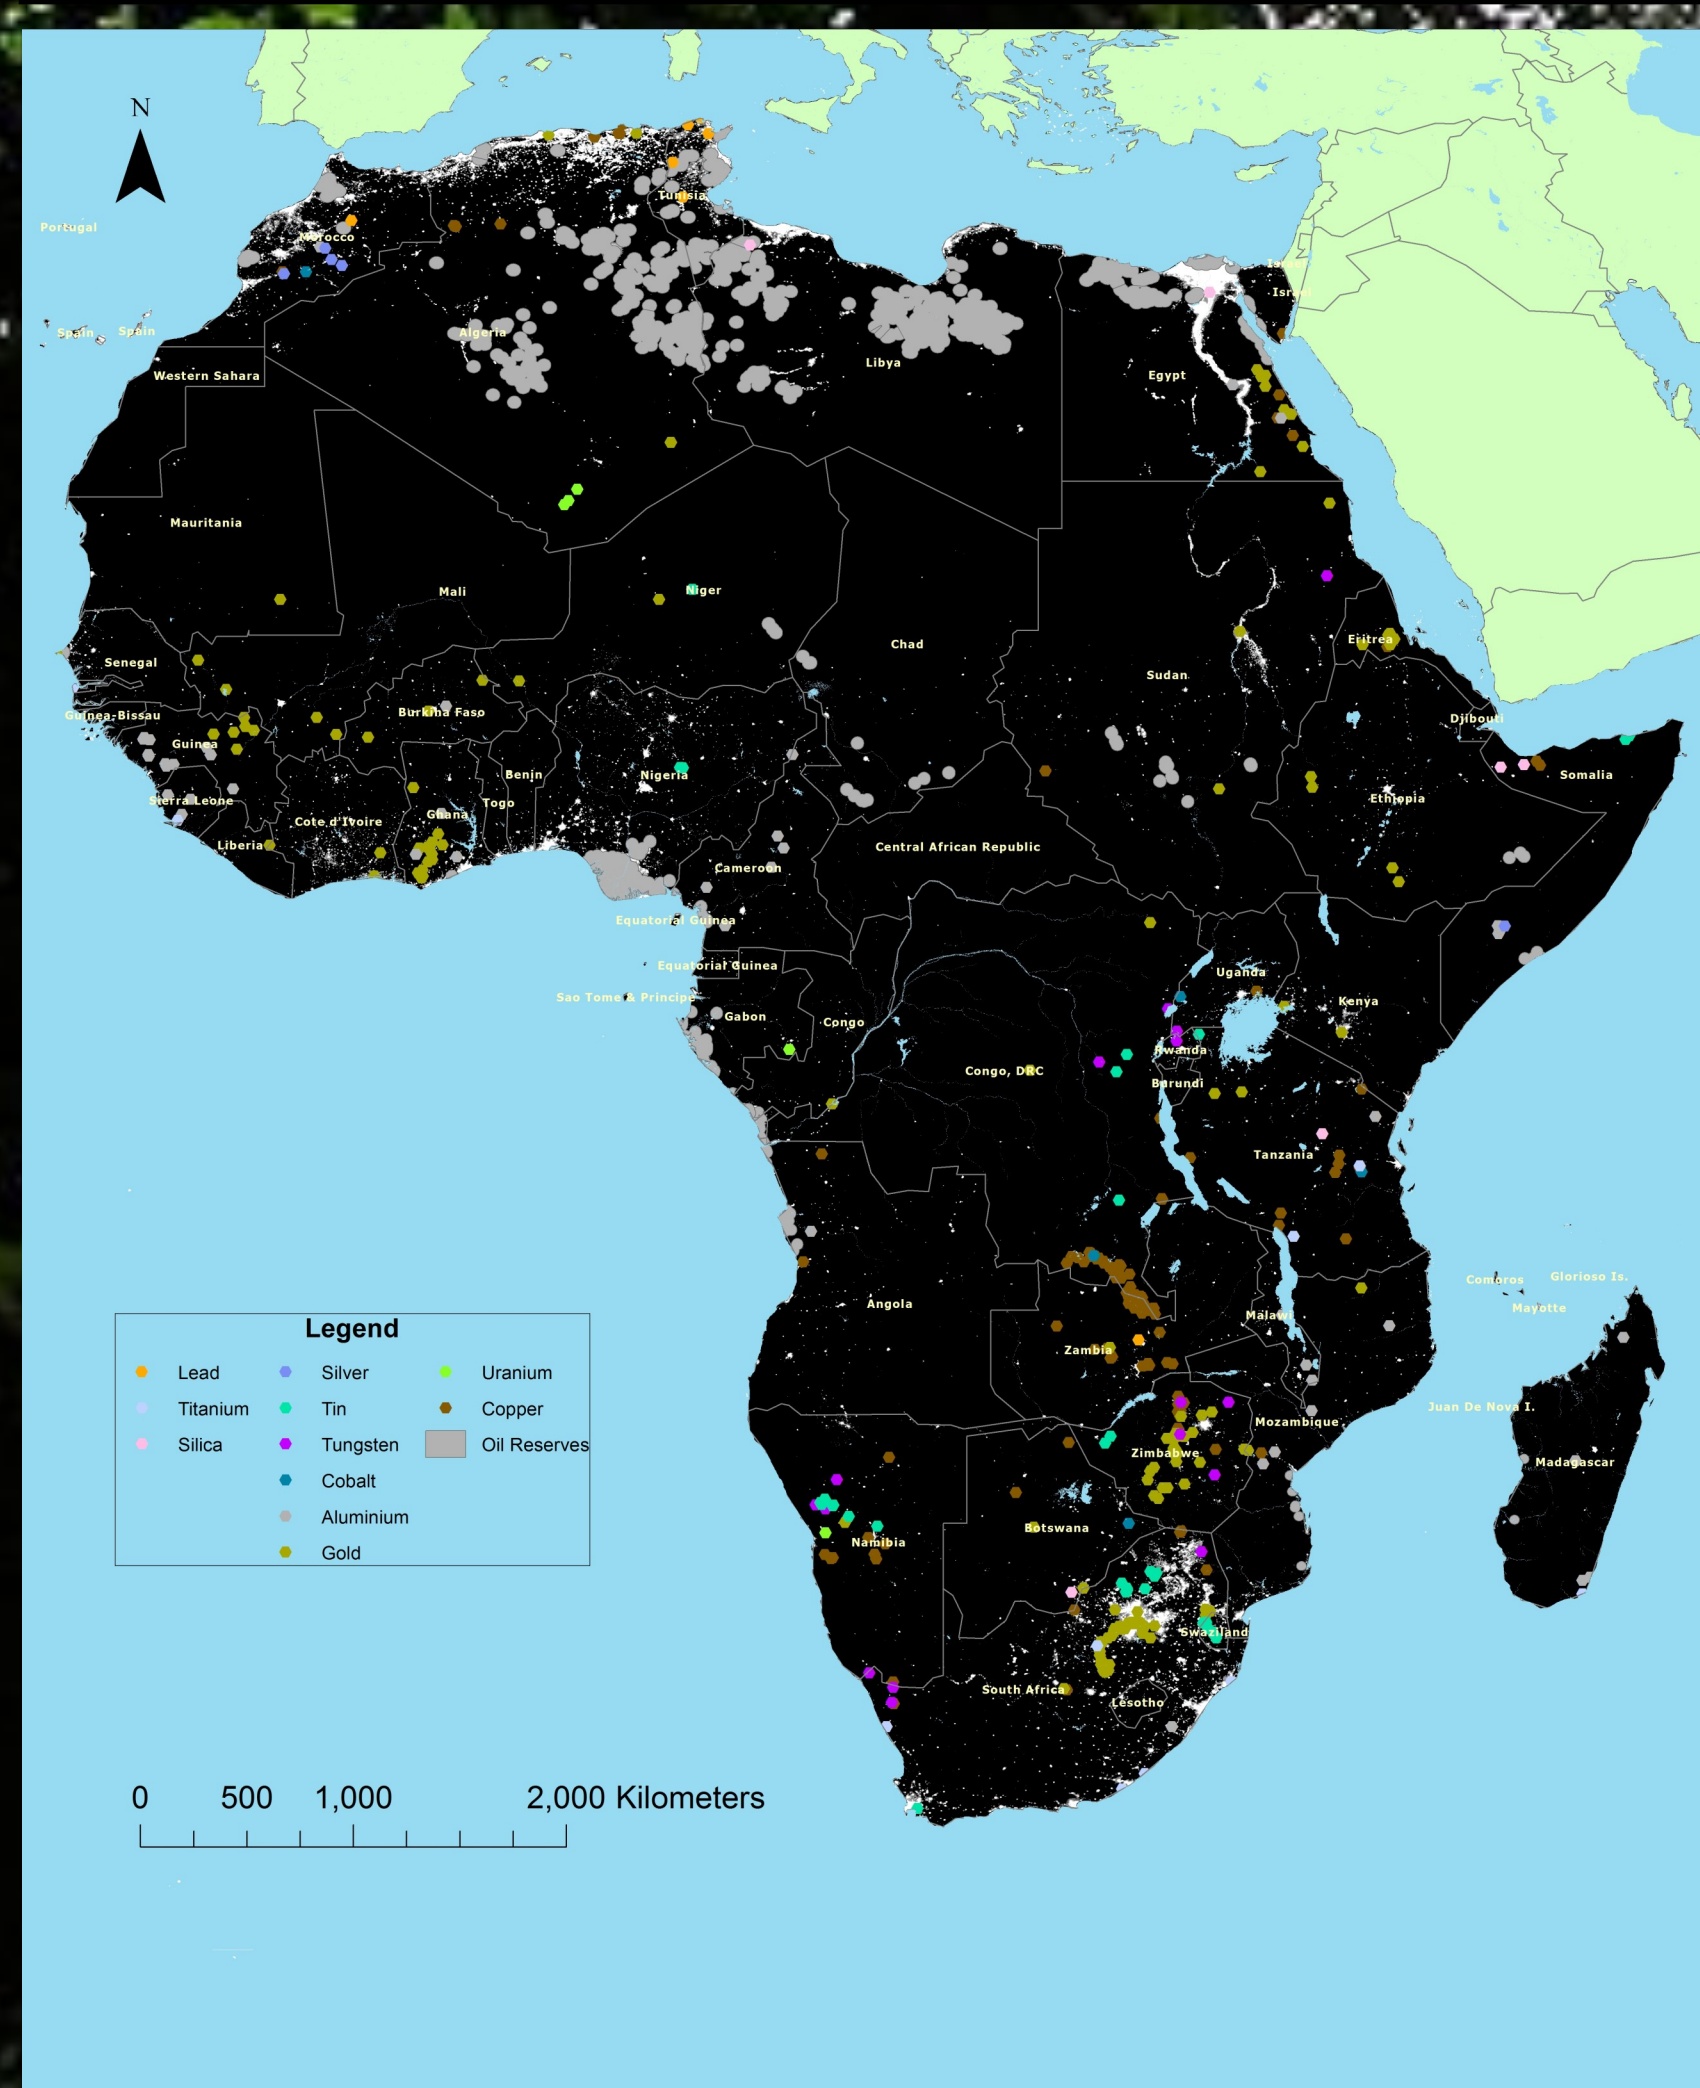 N
Portugal
Tunisia
Morocco
Israel
Israel
Spain
Spain
Algeria
Libya
Western Sahara
Egypt
Mauritania
Mali
Niger
Chad
Eritrea
Senegal
Sudan
Guinea-Bissau
Burkina Faso
Djibouti
Guinea
Benin
Nigeria
Somalia
Sierra Leone
Togo
Ethiopia
Cote d'Ivoire
Ghana
Liberia
Central African Republic
Cameroon
Equatorial Guinea
Equatorial Guinea
Uganda
Sao Tome & Principe
Kenya
Gabon
Congo
Rwanda
Congo, DRC
Burundi
Tanzania
Comoros
Glorioso Is.
Angola
Mayotte
Malawi
Zambia
Juan De Nova I.
Mozambique
Zimbabwe
Madagascar
Botswana
Namibia
Swaziland
South Africa
Lesotho
Legend
Lead
Silver
Uranium
Titanium
Tin
Copper
Silica
Tungsten
Oil Reserves
Cobalt
Aluminium
Gold
0 500 1,000 2,000 Kilometers